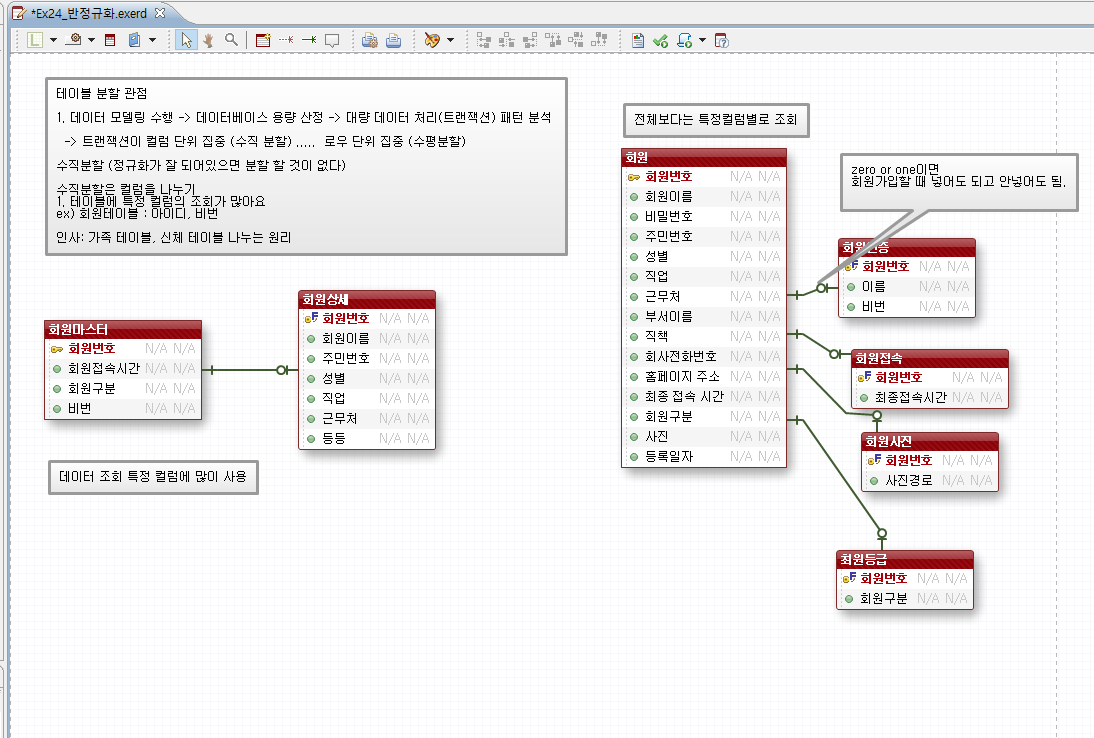 *Ex24_반정규화.exerd
테이블 분할 관점
1. 데이터 모델링 수행 -> 데이터베이스 용량 산정 -> 대량 데이터 처리(트랜잭션) 패턴 분석
-> 트랜잭션이 컬럼 단위 집중 (수직 분할) ..... 로우 단위 집중 (수평분할)
수직분할 (정규화가 잘 되어있으면 분할 할 것이 없다)
수직분할은 컬럼을 나누기
1. 테이블에 특정 컬럼의 조회가 많아요
ex) 회원테이블 : 아이디, 비번
인사: 가족 테이블, 신체 테이블 나누는 원리
회원마스터
회원번호 N/A N/A
회원접속시간 N/A N/A
회원구분 N/A N/A
비번 N/A N/A
회원상세
회원번호 N/A N/A
회원이름 N/A N/A
주민번호 N/A N/A
성별 N/A N/A
직업 N/A N/A
근무처 N/A N/A
등등 N/A N/A
데이터 조회 특정 컬럼에 많이 사용
전체보다는 특정컬럼별로 조회
회원
회원번호 N/A N/A
회원이름 N/A N/A
비밀번호 N/A N/A
주민번호 N/A N/A
성별 N/A N/A
직업 N/A N/A
근무처 N/A N/A
부서이름 N/A N/A
직책 N/A N/A
회사전화번호 N/A N/A
홈페이지 주소 N/A N/A
최종 접속 시간 N/A N/A
회원구분 N/A N/A
사진 N/A N/A
등록일자 N/A N/A
zero or one이면
회원가입할 때 넣어도 되고 안넣어도 됨.
회원인증
회원번호 N/A N/A
이름 N/A N/A
비번 N/A N/A
회원접속
회원번호 N/A N/A
최종접속시간 N/A N/A
회원사진
회원번호 N/A N/A
사진경로 N/A N/A
최원등급
회원번호 N/A N/A
회원구분 N/A N/A